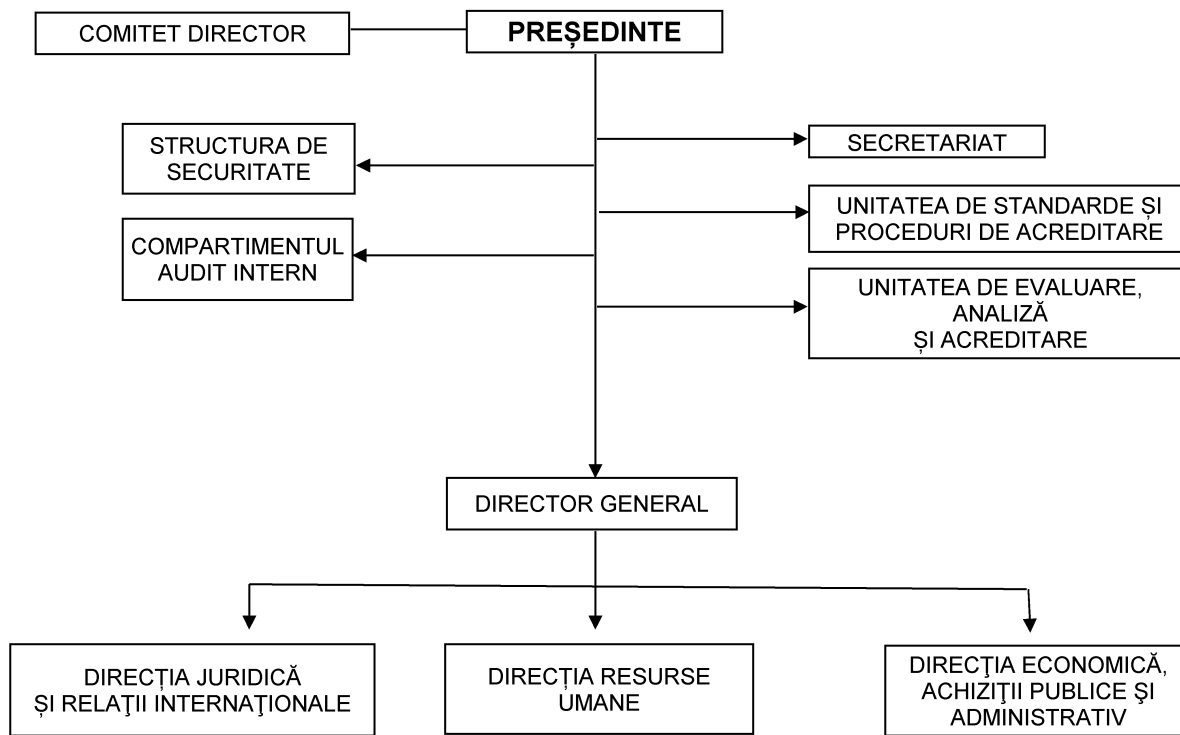 COMITET DIRECTOR
PREȘEDINTE
STRUCTURA DE
SECURITATE
SECRETARIAT
UNITATEA DE STANDARDE ȘI
PROCEDURI DE ACREDITARE
COMPARTIMENTUL
AUDIT INTERN
UNITATEA DE EVALUARE,
ANALIZĂ
ȘI ACREDITARE
DIRECTOR GENERAL
DIRECȚIA JURIDICĂ
ȘI RELAŢII INTERNAŢIONALE
DIRECȚIA RESURSE
UMANE
DIRECŢIA ECONOMICĂ,
ACHIZIŢII PUBLICE ŞI
ADMINISTRATIV